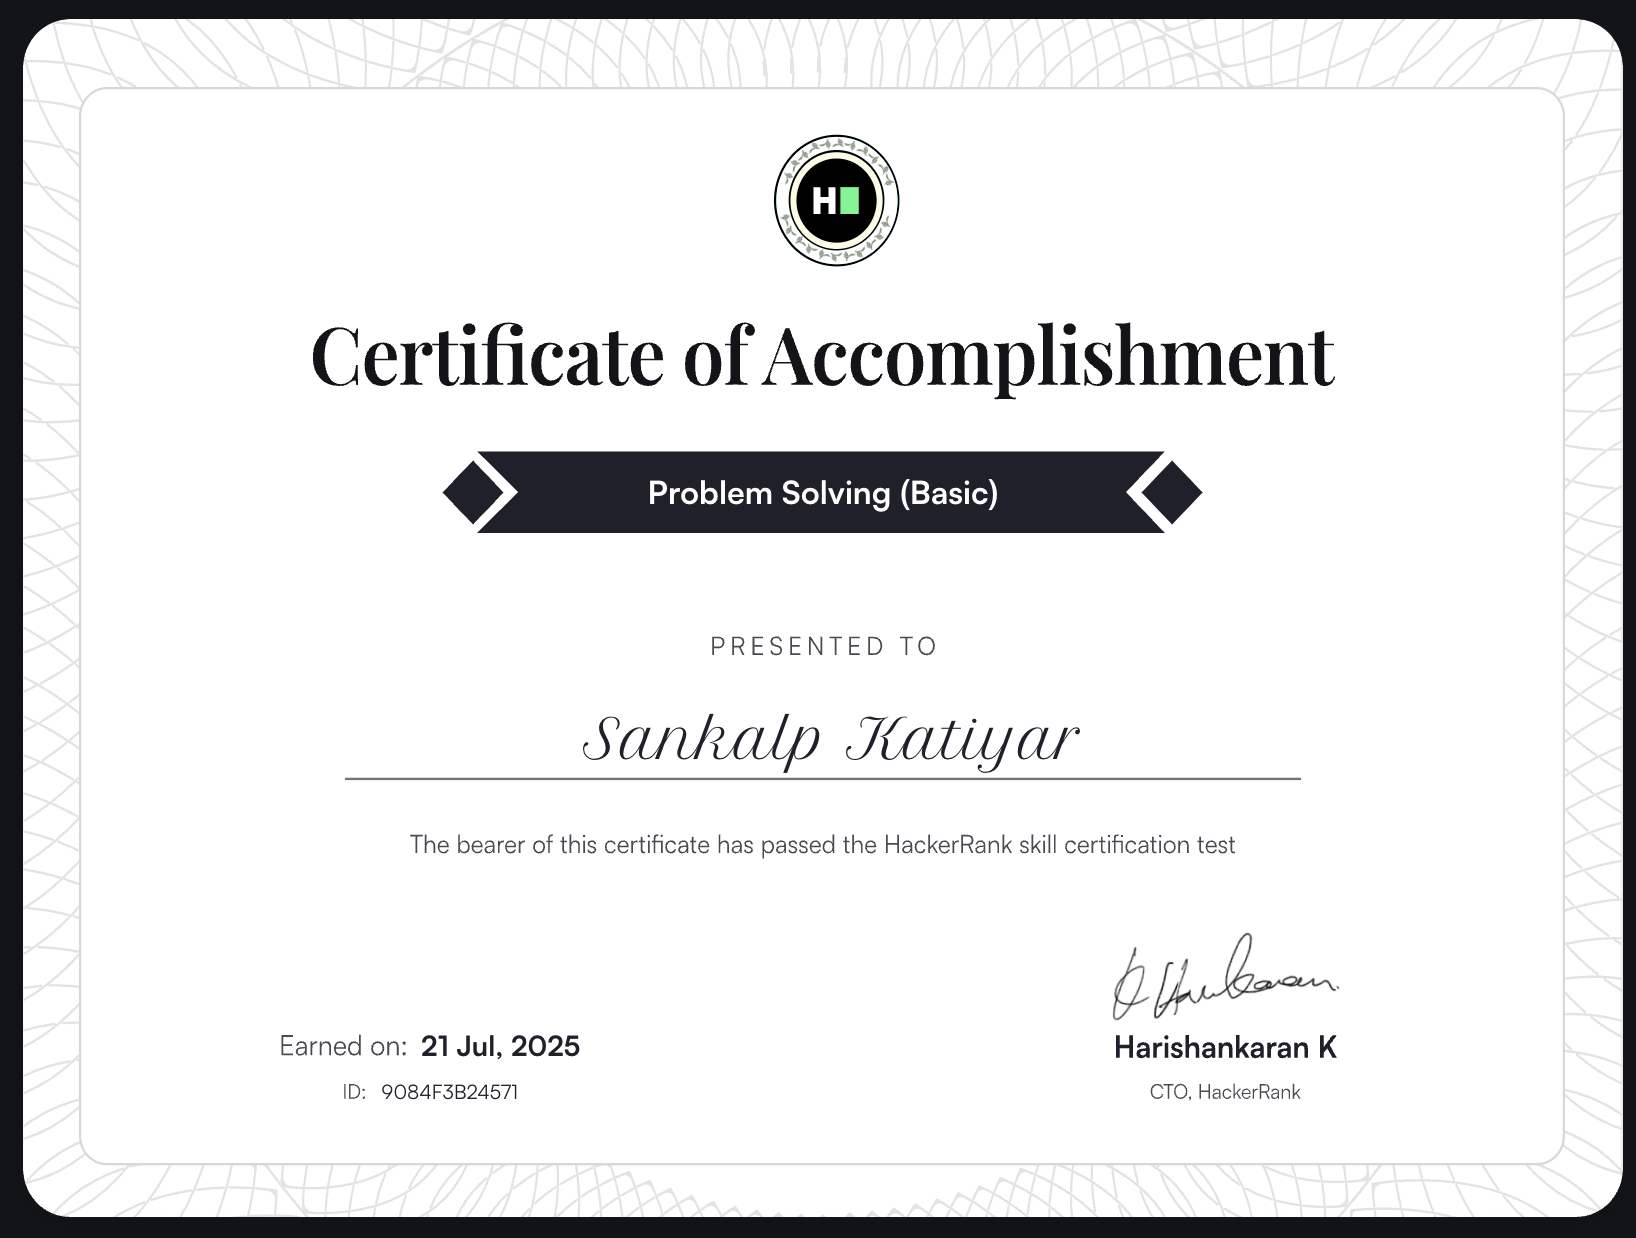 H
Certificate of Accomplishment
Problem Solving (Basic)
PRESENTED TO
Sankalp Katiyar
The bearer of this certificate has passed the HackerRank skill certification test
Earned on: 21 Jul, 2025
ID: 9084F3B24571
Harishankaran K
CTO, HackerRank